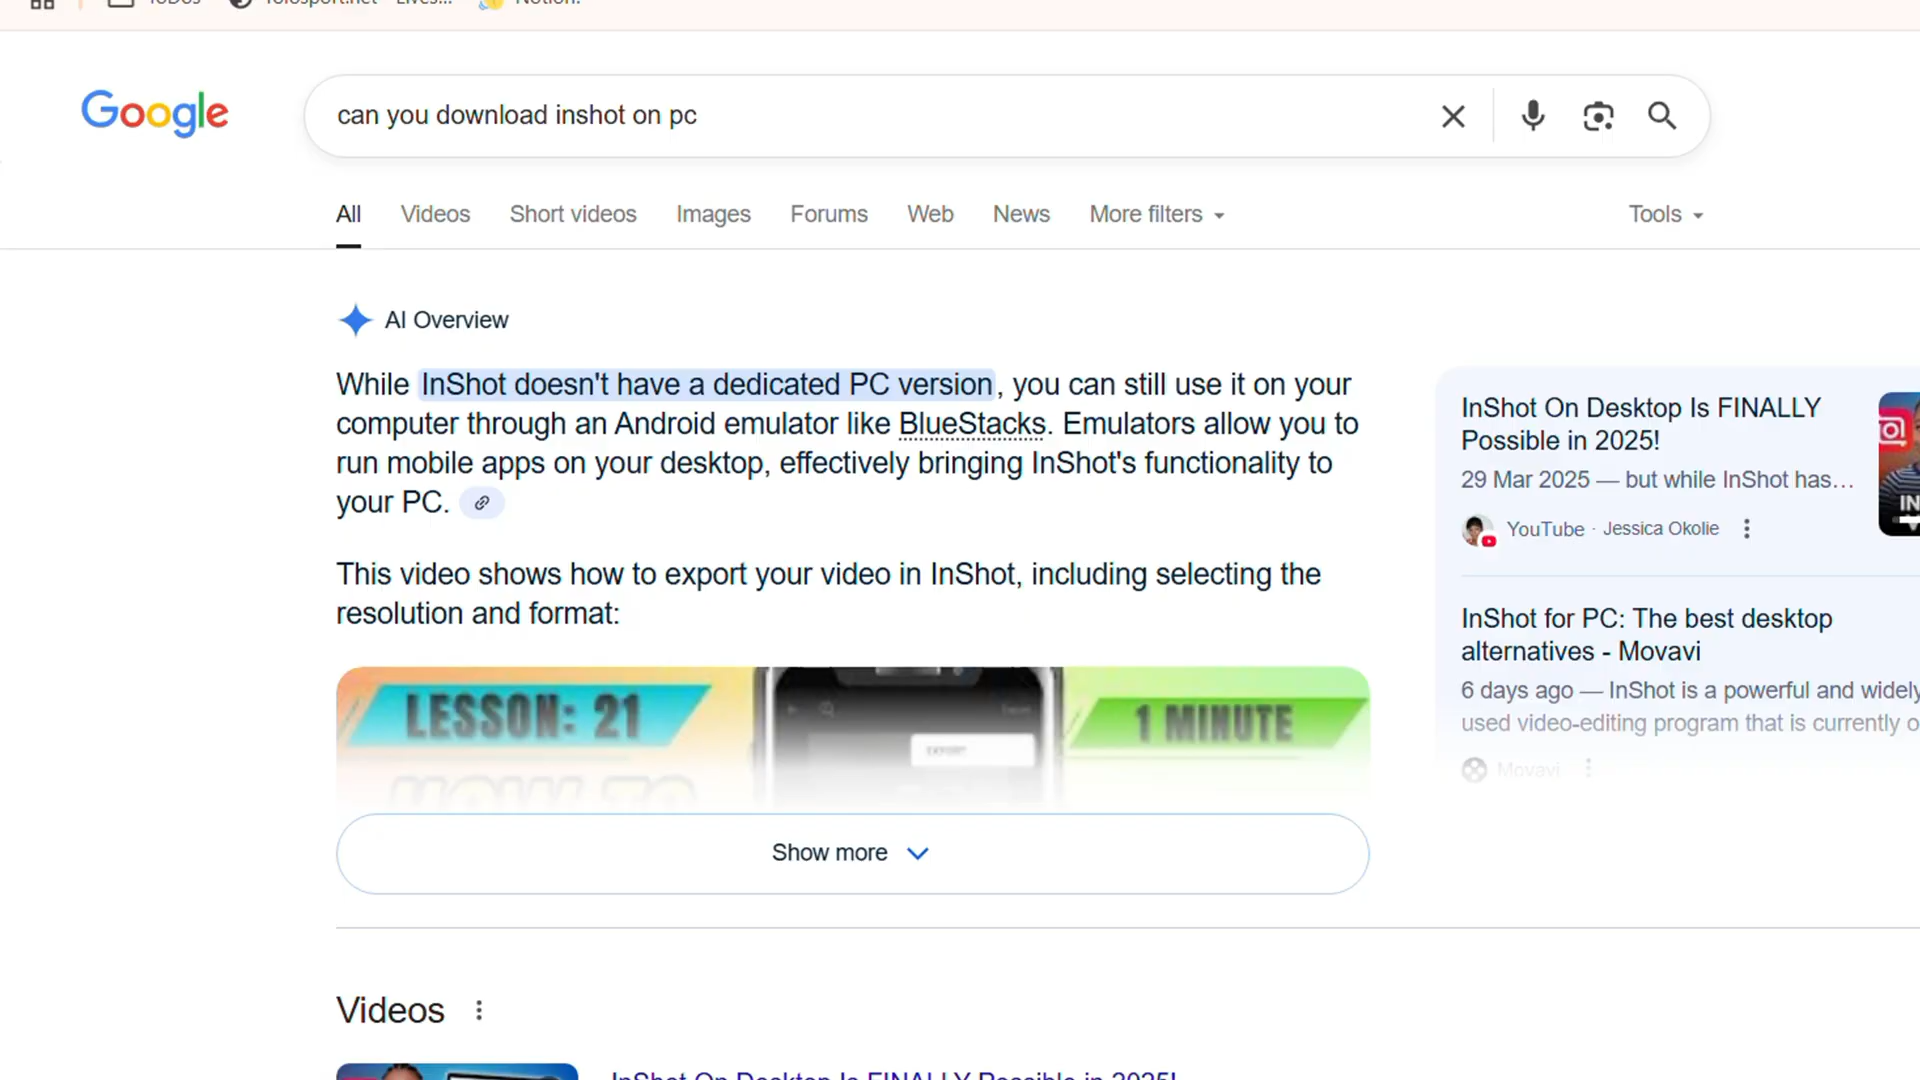 Google
can you download inshot on pc
All Videos Short videos Images Forums Web News More filters Tools
AI Overview
While InShot doesn't have a dedicated PC version, you can still use it on your
computer through an Android emulator like BlueStacks. Emulators allow you to
run mobile apps on your desktop, effectively bringing InShot's functionality to
your PC.
This video shows how to export your video in InShot, including selecting the
resolution and format:
LESSON: 21
1 MINUTE
HOW TO
Show more
InShot On Desktop Is FINALLY
Possible in 2025!
29 Mar 2025 — but while InShot has…
YouTube · Jessica Okolie
InShot for PC: The best desktop
alternatives - Movavi
6 days ago — InShot is a powerful and widely
used video-editing program that is currently o
Movavi
Videos
InShot On Desktop Is FINALLY Possible in 2025!